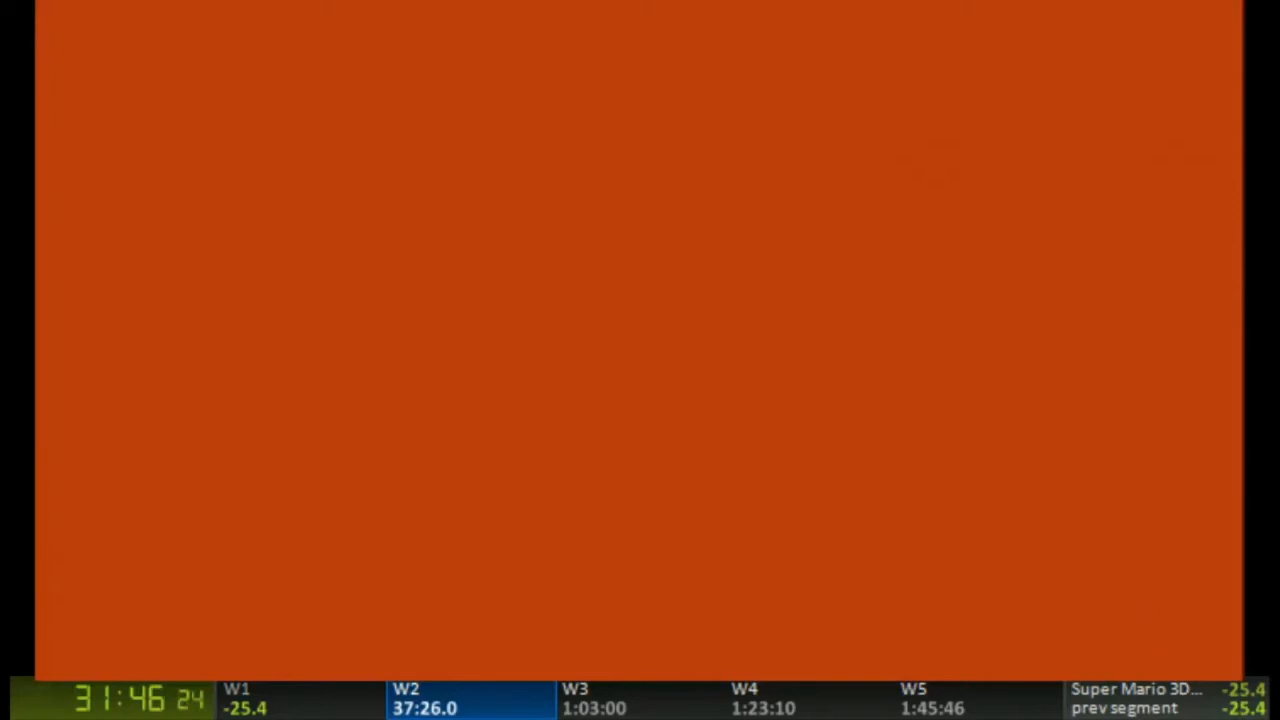 31:46 24
W1
-25.4
W2
37:26.0
W3
1:03:00
W4
1:23:10
W5
1:45:46
Super Mario 3D... -25.4
prev segment -25.4